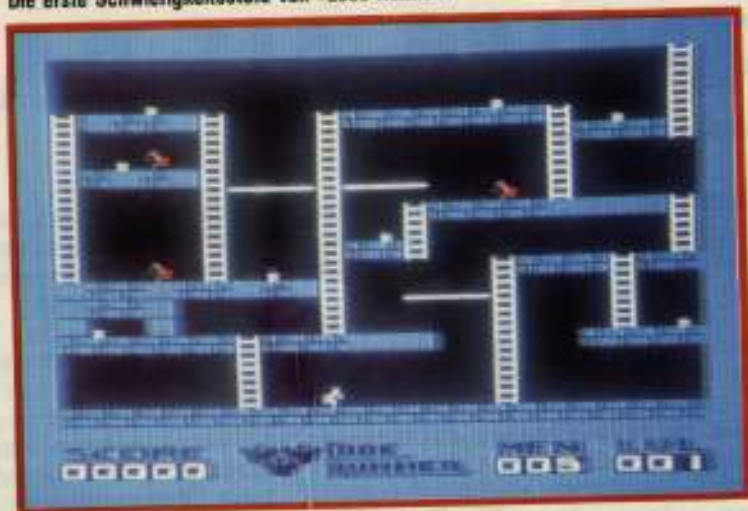 Die erste Schwierigkeitsstufe von
SCORE MEN LVL
00000 LODE RUNNER 005 001